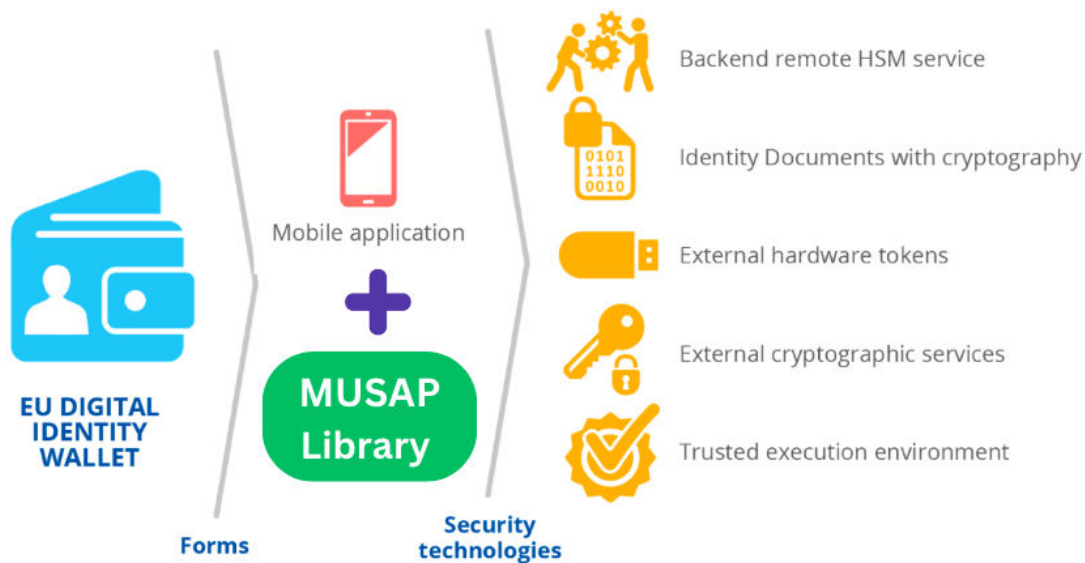 EU DIGITAL
IDENTITY
WALLET
Forms
Mobile application
MUSAP
Library
Security
technologies
Backend remote HSM service
0101
1110
0010
Identity Documents with cryptography
External hardware tokens
External cryptographic services
Trusted execution environment